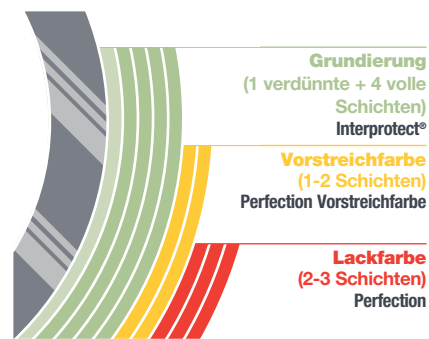 Grundierung
(1 verdünnte + 4 volle
Schichten)
Interprotect®
Vorstreichfarbe
(1-2 Schichten)
Perfection Vorstreichfarbe
Lackfarbe
(2-3 Schichten)
Perfection